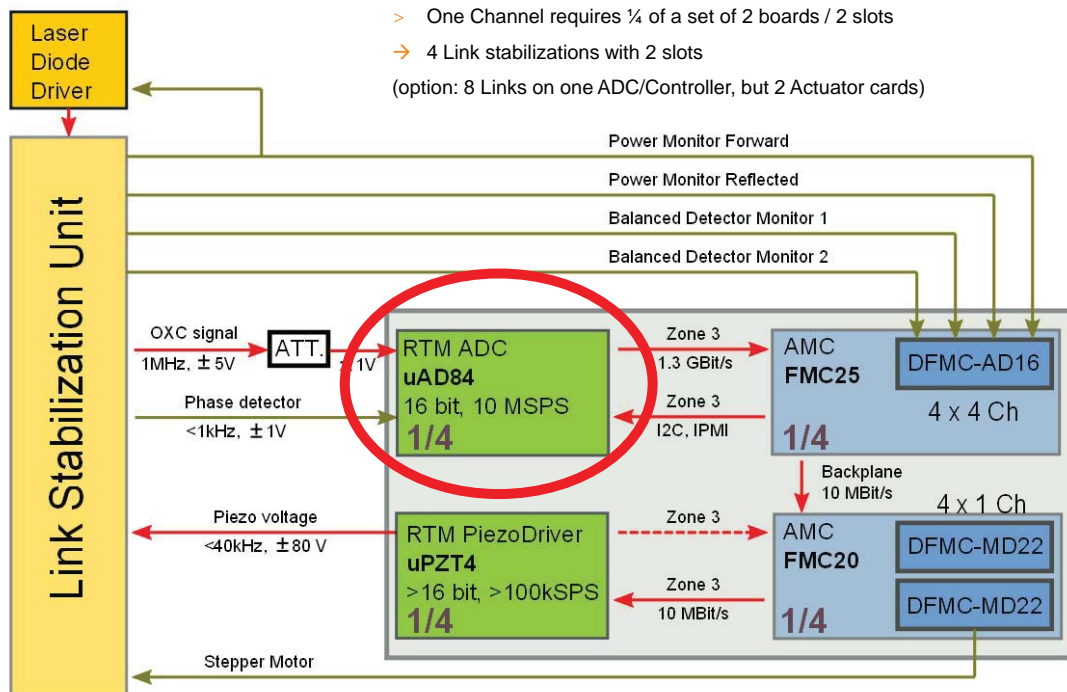 > One Channel requires ¼ of a set of 2 boards / 2 slots
→ 4 Link stabilizations with 2 slots
(option: 8 Links on one ADC/Controller, but 2 Actuator cards)
Laser
Diode
Driver
Power Monitor Forward
Power Monitor Reflected
Balanced Detector Monitor 1
Balanced Detector Monitor 2
Link Stabilization Unit
OXC signal
1MHz, ±5V
ATT.
± 1V
Phase detector
<1kHz, ±1V
RTM ADC
uAD84
16 bit, 10 MSPS
1/4
Zone 3
1.3 GBit/s
Zone 3
I2C, IPMI
AMC
FMC25
DFMC-AD16
4 x 4 Ch
1/4
Backplane
10 MBit/s
4 x 1 Ch
Piezo voltage
<40kHz, ±80 V
RTM PiezoDriver
uPZT4
>16 bit, >100kSPS
1/4
Zone 3
Zone 3
10 MBit/s
AMC
FMC20
DFMC-MD22
DFMC-MD22
1/4
Stepper Motor